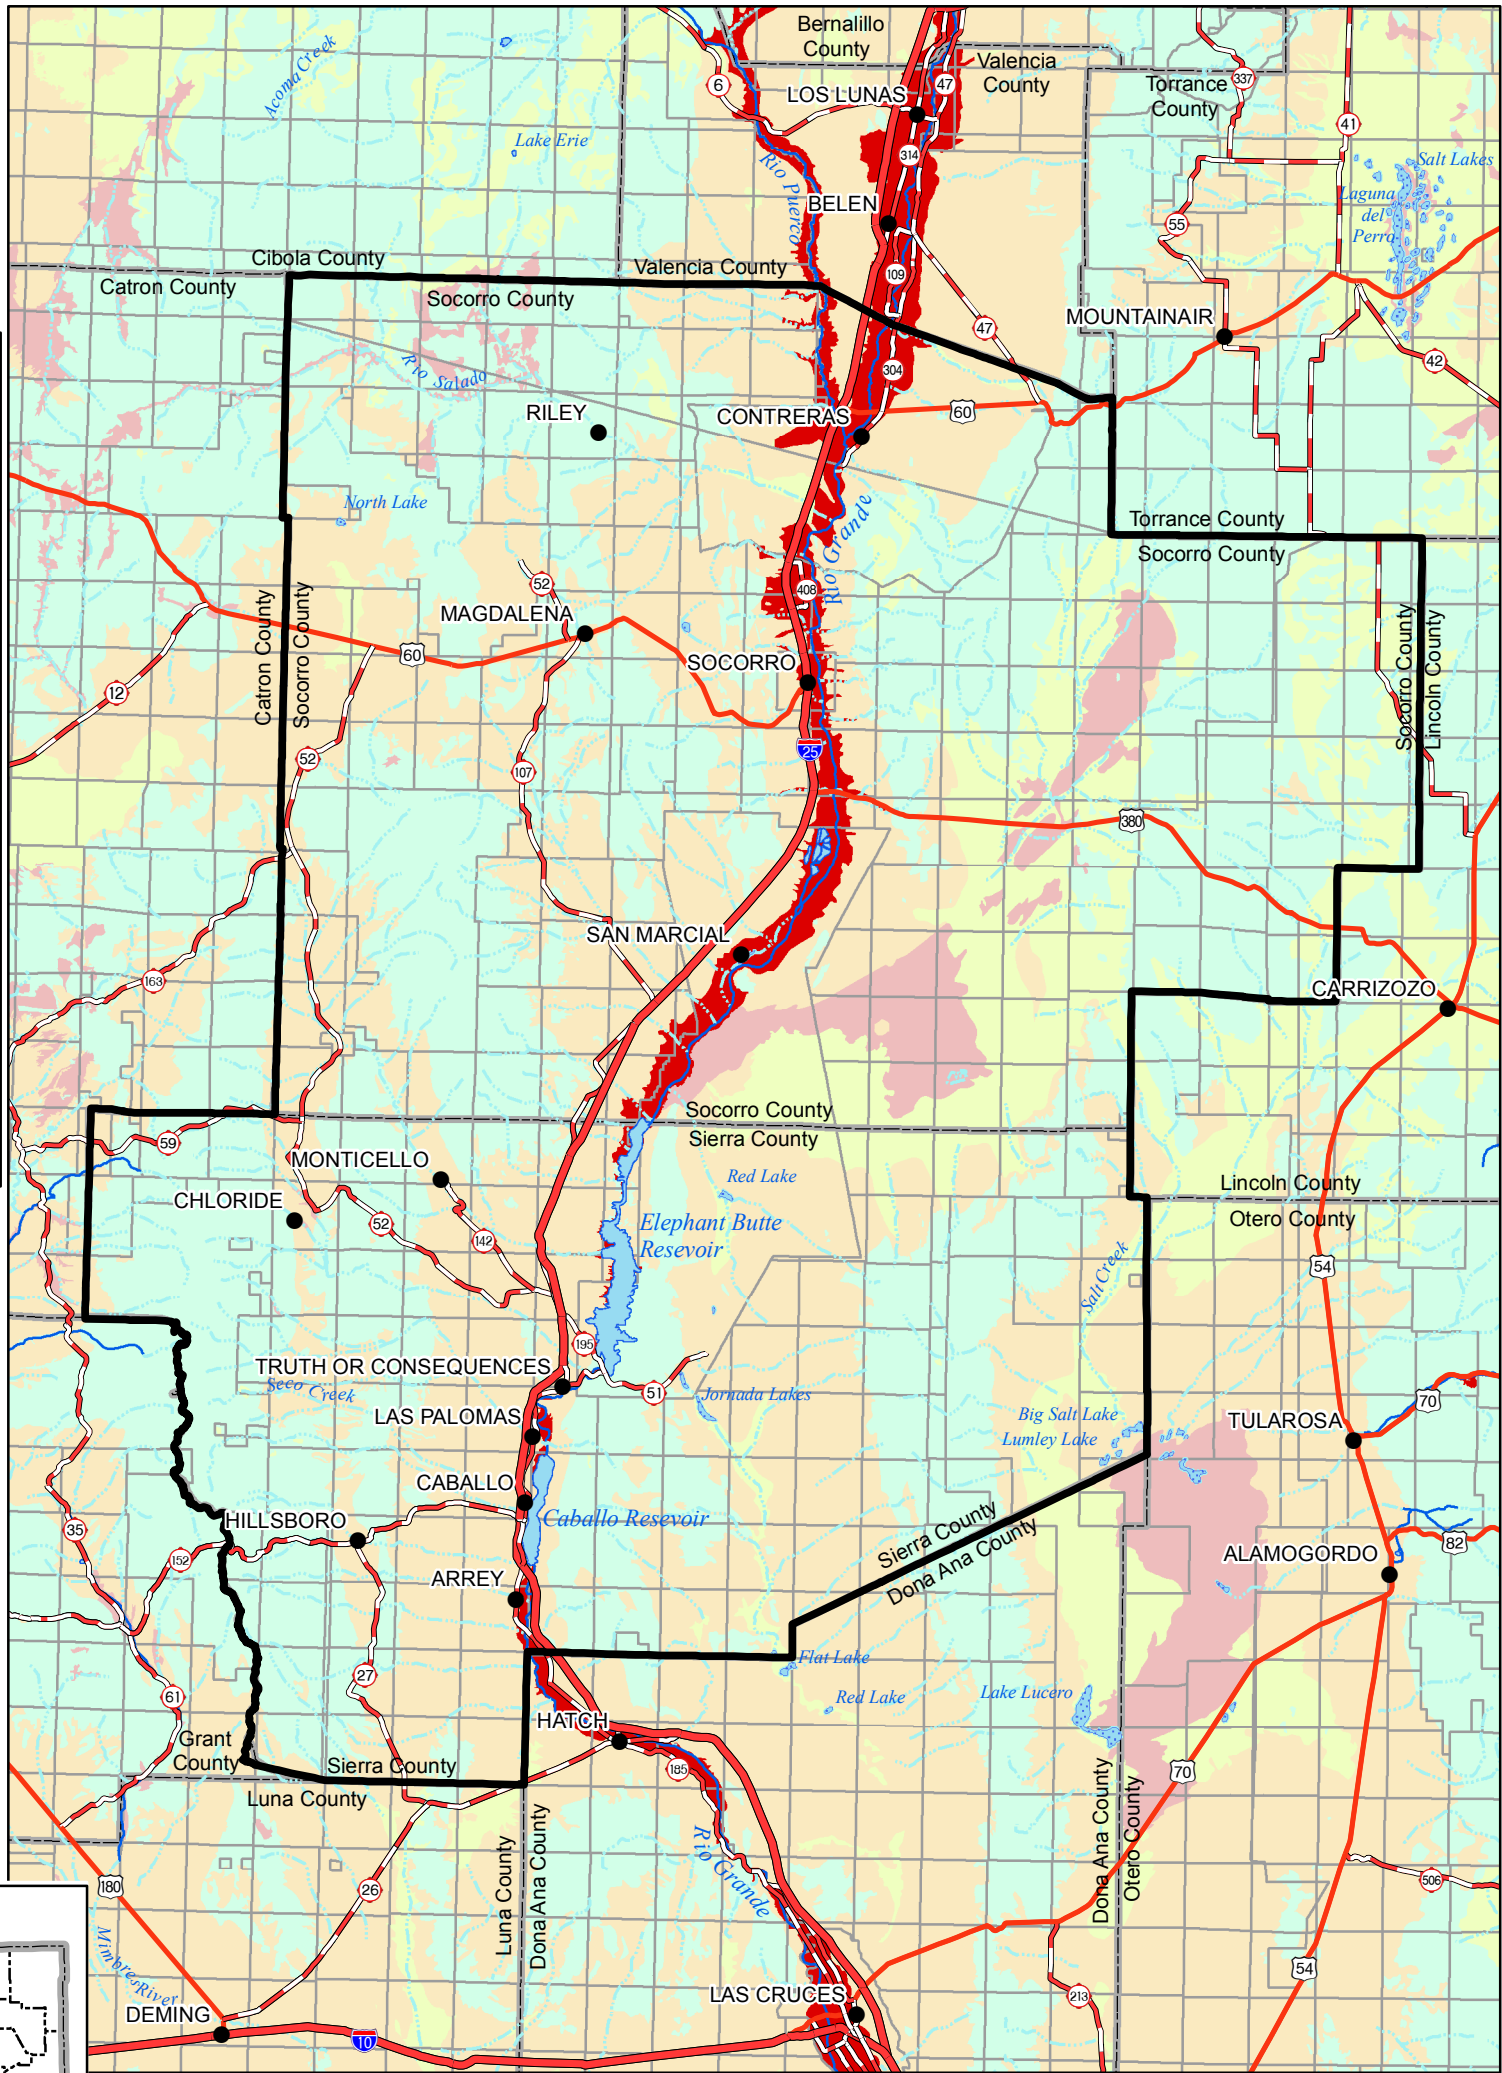 Bernalillo
County
Valencia
County
Torrance
County
Acoma Creek
6
47
337
41
LOS LUNAS
Lake Erie
314
Salt Lakes
Rio Puerco
Laguna
del
Perra
BELEN
55
109
Cibola County
Catron County
Valencia County
Socorro County
47
MOUNTAINAIR
42
Rio Salado
304
RILEY
CONTRERAS
60
North Lake
Rio Grande
Torrance County
Socorro County
52
408
MAGDALENA
Catron County
Socorro County
60
SOCORRO
Socorro County
Lincoln County
12
52
107
25
380
SAN MARCIAL
163
CARRIZOZO
Socorro County
Sierra County
59
MONTICELLO
Red Lake
CHLORIDE
52
142
Elephant Butte
Resevoir
Lincoln County
Otero County
Salt Creek
54
195
TRUTH OR CONSEQUENCES
Seco Creek
51
Jornada Lakes
70
LAS PALOMAS
Big Salt Lake
Lumley Lake
TULAROSA
CABALLO
Caballo Resevoir
HILLSBORO
35
152
Sierra County
Dona Ana County
82
ALAMOGORDO
ARREY
Flat Lake
27
61
Red Lake
Lake Lucero
HATCH
Grant
County
Sierra County
Luna County
185
70
Dona Ana County
Otero County
Luna County
Dona Ana County
Rio Grande
180
26
506
Mimbres River
54
LAS CRUCES
213
DEMING
10